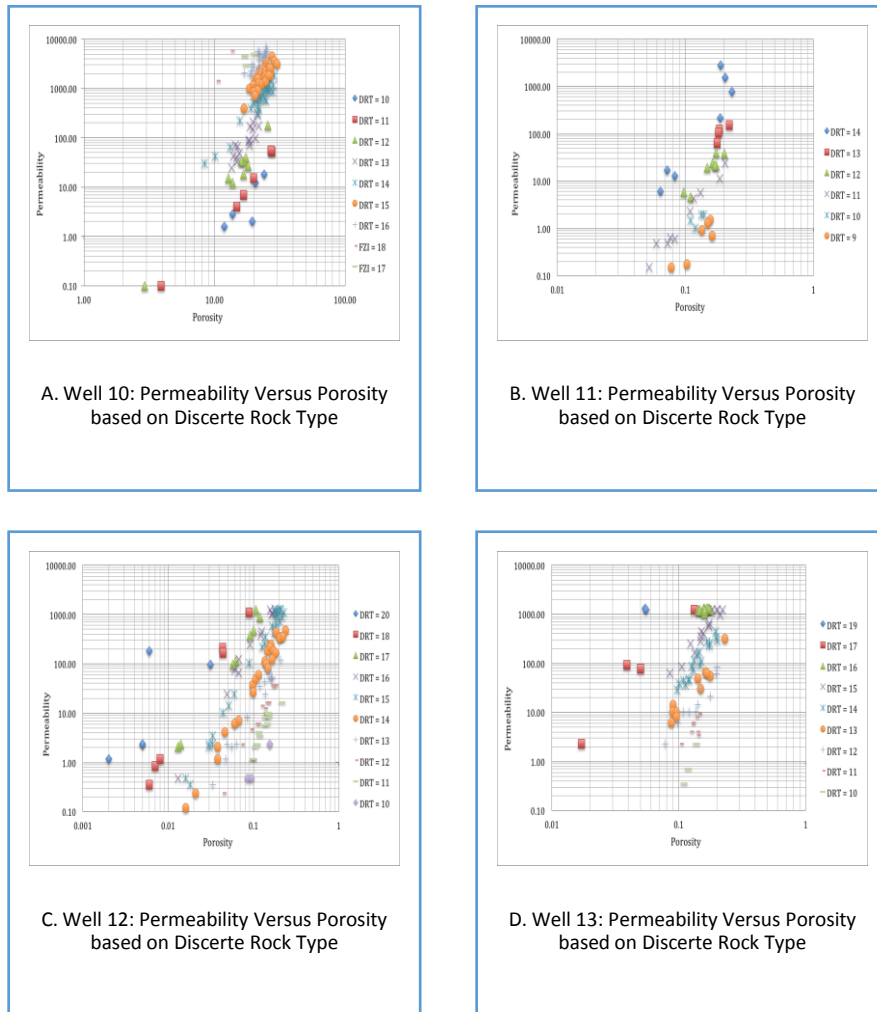 10000.00
1000.00
100.00
10.00
1.00
0.10
1.00
10.00
100.00
Permeability
Porosity
DRT = 10
DRT = 11
DRT = 12
DRT = 13
DRT = 14
DRT = 15
DRT = 16
FZI = 18
FZI = 17
A. Well 10: Permeability Versus Porosity
based on Discerte Rock Type
10000.00
1000.00
100.00
10.00
1.00
0.10
0.01
0.1
1
Permeability
Porosity
DRT = 14
DRT = 13
DRT = 12
DRT = 11
DRT = 10
DRT = 9
B. Well 11: Permeability Versus Porosity
based on Discerte Rock Type
10000.00
1000.00
100.00
10.00
1.00
0.10
0.001
0.01
0.1
1
Permeability
Porosity
DRT = 20
DRT = 18
DRT = 17
DRT = 16
DRT = 15
DRT = 14
DRT = 13
DRT = 12
DRT = 11
DRT = 10
C. Well 12: Permeability Versus Porosity
based on Discerte Rock Type
10000.00
1000.00
100.00
10.00
1.00
0.10
0.01
0.1
1
Permeability
Porosity
DRT = 19
DRT = 17
DRT = 16
DRT = 15
DRT = 14
DRT = 13
DRT = 12
DRT = 11
DRT = 10
D. Well 13: Permeability Versus Porosity
based on Discerte Rock Type